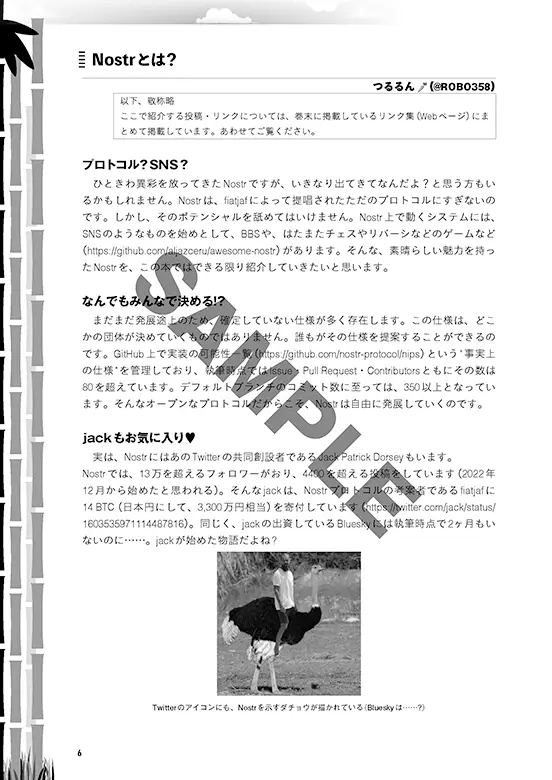 Nostrとは?
つるるん (@ROBO358)
以下、敬称略
ここで紹介する投稿・リンクについては、巻末に掲載しているリンク集(Webページ)にま
とめて掲載しています。あわせてご覧ください。
プロトコル?SNS?
ひときわ異彩を放ってきたNostrですが、いきなり出てきてなんだよ?と思う方もい
るかもしれません。Nostrは、fiatjafによって提唱されたただのプロトコルにすぎないの
です。しかし、そのポテンシャルを舐めてはいけません。Nostr上で動くシステムには、
SNSのようなものを始めとして、BBSや、はたまたチェスやリバーシなどのゲームなど
(https://github.com/aljazceru/awesome-nostr)があります。そんな、素晴らしい魅力を持っ
たNostrを、この本ではできる限り紹介していきたいと思います。
なんでもみんなで決める!?
まだまだ発展途上のため、確定していない仕様が多く存在します。この仕様は、どこ
かの団体が決めていくものではありません。誰もがその仕様を提案することができるの
です。GitHub上で実装の可能性一覧(https://github.com/nostr-protocol/nips)という"事実上
の仕様"を管理しており、執筆時点ではIssue・Pull Request・Contributorsともにその数は
80を超えています。デフォルトブランチのコミット数に至っては、350以上となってい
ます。そんなオープンなプロトコルだからこそ、Nostrは自由に発展していくのです。
jackもお気に入り♥
実は、NostrにはあのTwitterの共同創設者であるJack Patrick Dorseyもいます。
Nostrでは、13万を超えるフォロワーがおり、4400を超える投稿をしています(2022年
12月から始めたと思われる)。そんなjackは、Nostrプロトコルの考案者であるfiatjafに
14 BTC(日本円にして、3,300万円相当)を寄付しています(https://twitter.com/jack/status/
1603535971114487816)。同じく、jackの出資しているBlueskyには執筆時点で2ヶ月もい
ないのに……。jackが始めた物語だよね?
Twitterのアイコンにも、Nostrを示すダチョウが描かれている(Blueskyは……?)
6
SAMPLE